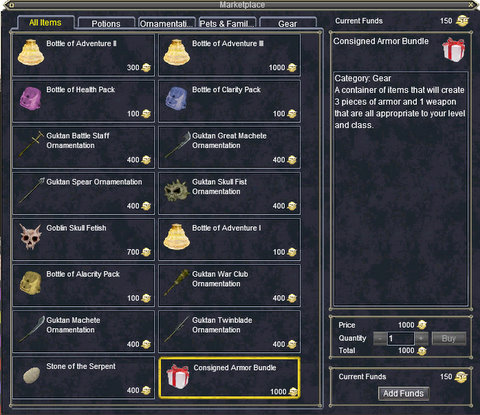 Marketplace
All Items
Potions
Ornamentati...
Pets & Famil...
Gear
Current Funds 150
Bottle of Adventure II
300
Bottle of Adventure III
1000
Bottle of Health Pack
100
Bottle of Clarity Pack
100
Guktan Battle Staff
Ornamentation
400
Guktan Great Machete
Ornamentation
400
Guktan Spear Ornamentation
400
Guktan Skull Fist
Ornamentation
400
Goblin Skull Fetish
700
Bottle of Adventure I
100
Bottle of Alacrity Pack
100
Guktan War Club
Ornamentation
400
Guktan Machete
Ornamentation
400
Guktan Twinblade
Ornamentation
400
Stone of the Serpent
400
Consigned Armor Bundle
1000
Consigned Armor Bundle
Category: Gear
A container of items that will create
3 pieces of armor and 1 weapon
that are all appropriate to your level
and class.
Price 1000
Quantity - 1 + Buy
Total 1000
Current Funds 150
Add Funds